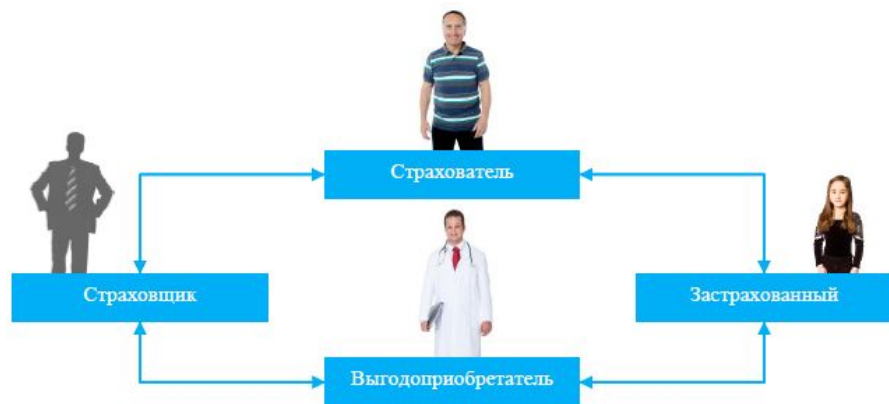 Страхователь
Страховщик
Застрахованный
Выгодоприобретатель